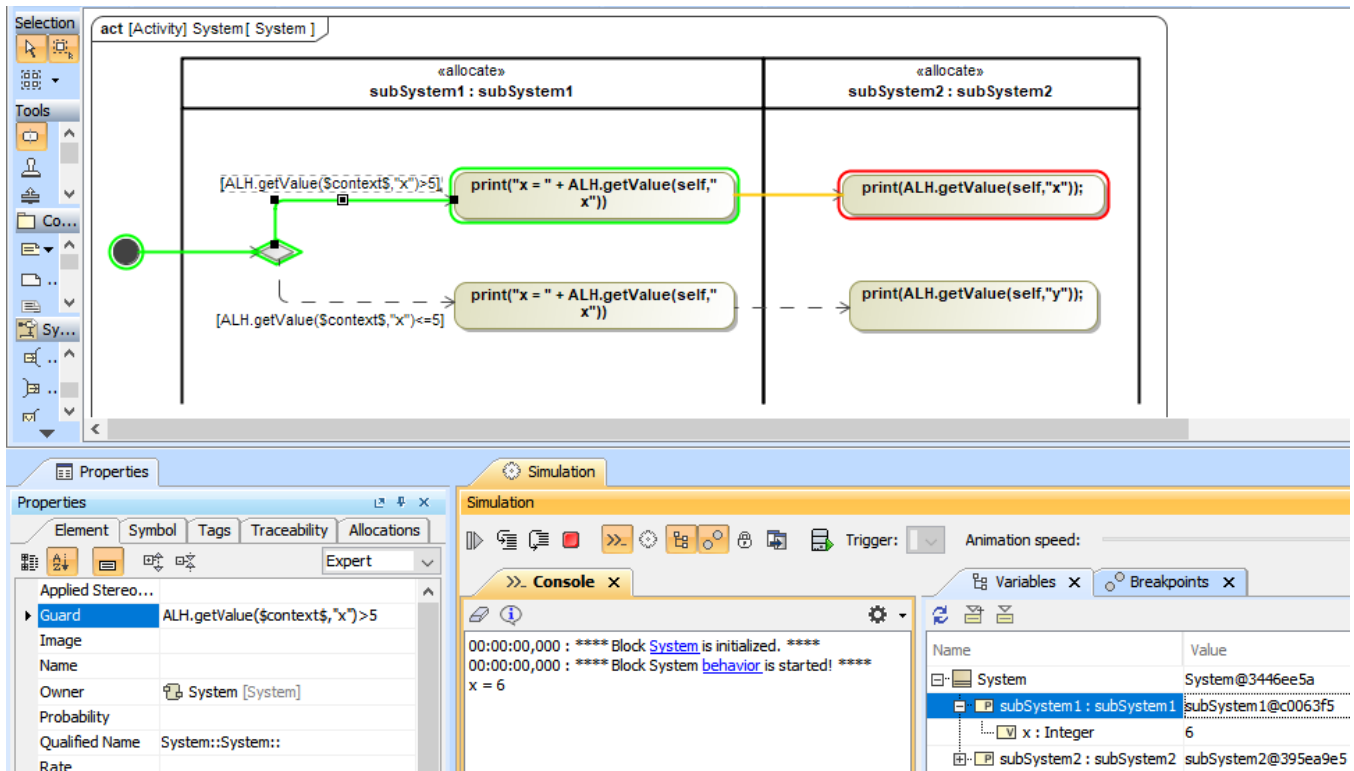 Selection
act [Activity] System[ System ]
«allocate»
subSystem1 : subSystem1
«allocate»
subSystem2 : subSystem2
Tools
[ALH.getValue($context$,"x")>5]
print("x = " + ALH.getValue(self,"
x"))
print(ALH.getValue(self,"x"));
Co...
..
print("x = " + ALH.getValue(self,"
x"))
print(ALH.getValue(self,"y"));
[ALH.getValue($context$,"x")<=5]
Sy...
..
..
..
Properties
Simulation
Properties
Simulation
Element
Symbol
Tags
Traceability
Allocations
Trigger:
Animation speed:
Expert
Console
Variables
Breakpoints
Applied Stereo...
Guard
ALH.getValue($context$,"x")>5
Image
Name
Owner
System [System]
Probability
Qualified Name
System::System::
Rate
00:00:00,000 : **** Block System is initialized. ****
00:00:00,000 : **** Block System behavior is started! ****
x = 6
Name
Value
System
System@3446ee5a
subSystem1 : subSystem1
subSystem1@c0063f5
x : Integer
6
subSystem2 : subSystem2
subSystem2@395ea9e5